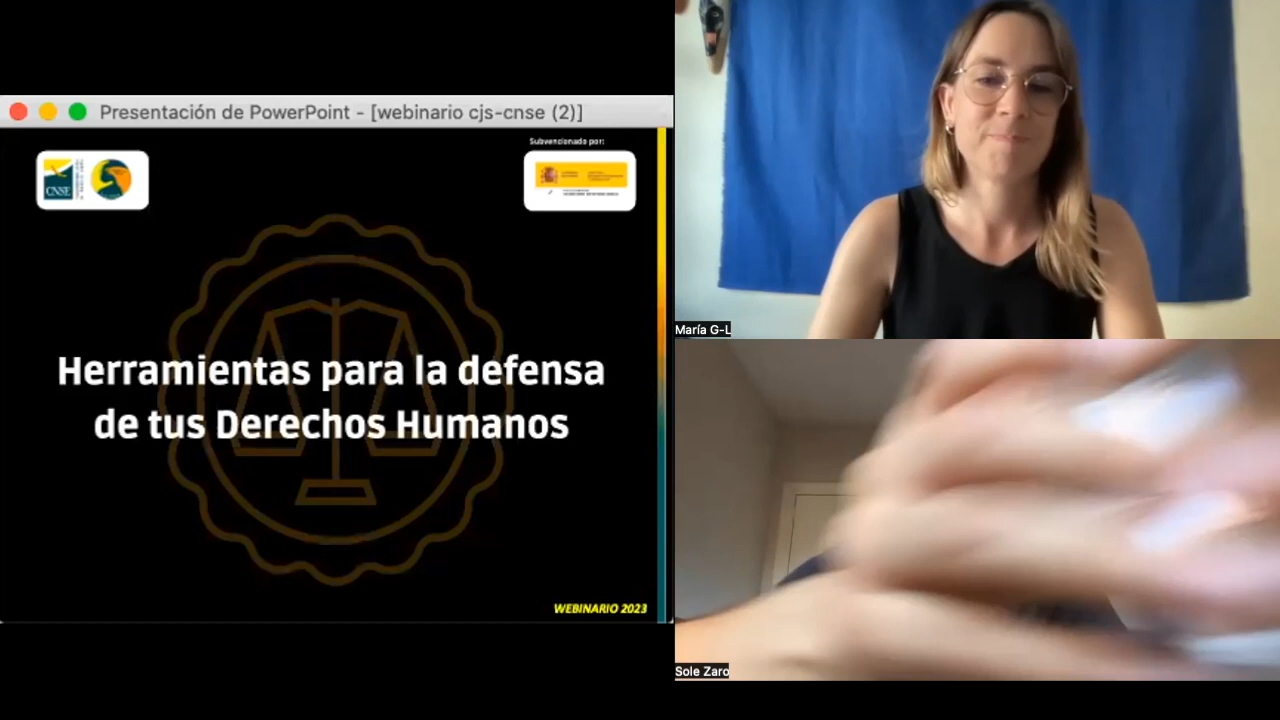 Presentación de PowerPoint - [webinario cjs-cnse (2)]
Subvencionado por:
CNSE
Herramientas para la defensa
de tus Derechos Humanos
WEBINARIO 2023
María G-L
Sole Zaro